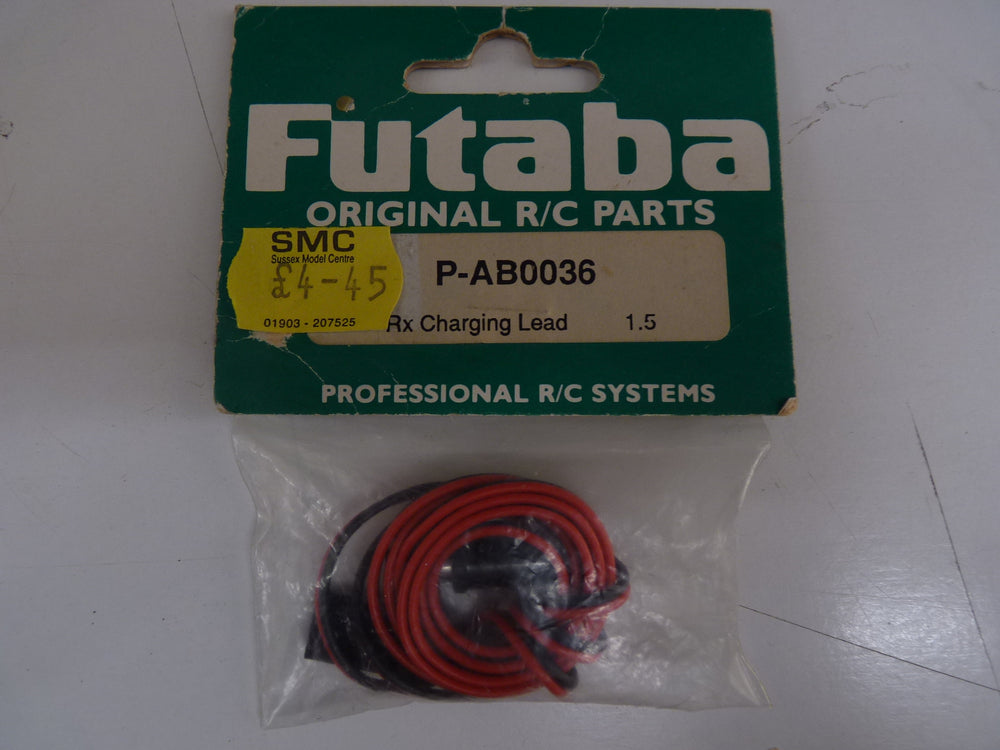 Futaba
ORIGINAL R/C PARTS
SMC
Sussex Model Centre
£4-45
01903 - 207525
P-AB0036
Rx Charging Lead 1.5
PROFESSIONAL R/C SYSTEMS